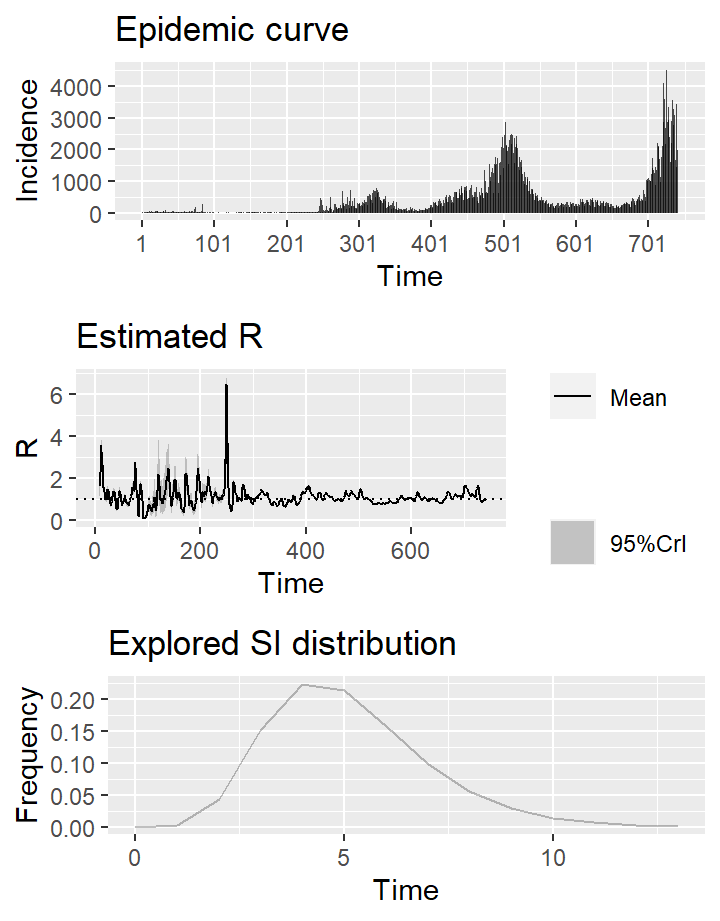 Epidemic curve
Incidence
4000
3000
2000
1000
0
1 101 201 301 401 501 601 701
Time
Estimated R
R
6
4
2
0
0 200 400 600
Time
Mean
95%CrI
Explored SI distribution
Frequency
0.20
0.15
0.10
0.05
0.00
0 5 10
Time